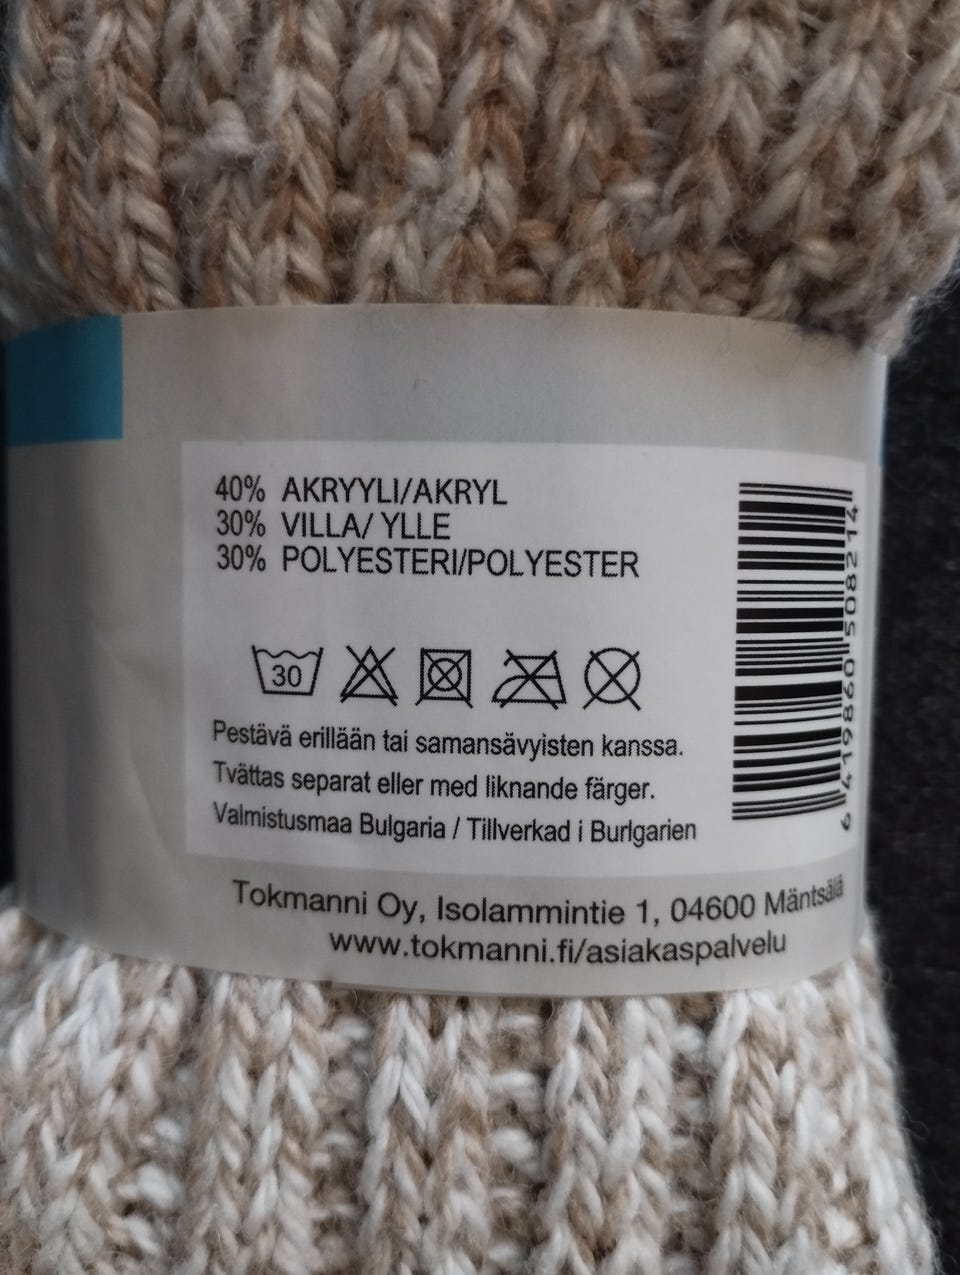 40% AKRYYLI/AKRYL
30% VILLA/ YLLE
30% POLYESTERI/POLYESTER
30
Pestävä erillään tai samansävyisten kanssa.
Tvättas separat eller med liknande färger.
Valmistusmaa Bulgaria / Tillverkad i Burlgarien
6 419860 508214
Tokmanni Oy, Isolammintie 1, 04600 Mäntsälä
www.tokmanni.fi/asiakaspalvelu